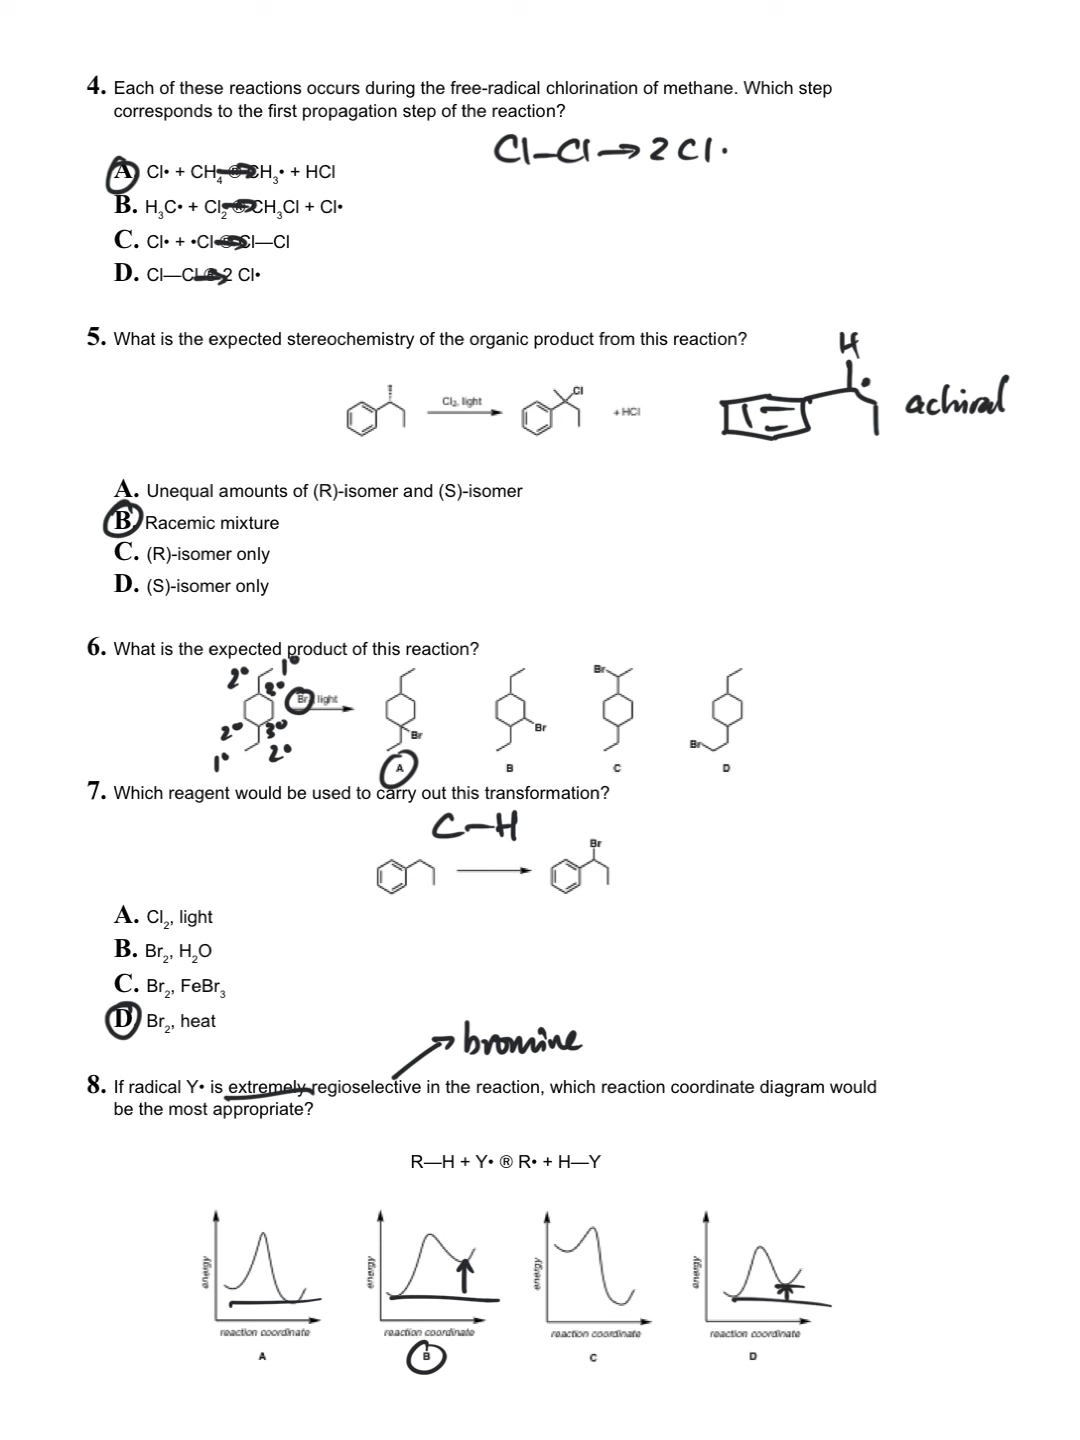 4. Each of these reactions occurs during the free-radical chlorination of methane. Which step
corresponds to the first propagation step of the reaction?
Cl—Cl→2Cl·
A. Cl• + CH4 → CH3• + HCl
B. H3C• + Cl2 → CH3Cl + Cl•
C. Cl• + •Cl → Cl—Cl
D. Cl—Cl → 2 Cl•
5. What is the expected stereochemistry of the organic product from this reaction?
H
Cl
Cl2, light
+ HCl
achiral
A. Unequal amounts of (R)-isomer and (S)-isomer
B. Racemic mixture
C. (R)-isomer only
D. (S)-isomer only
6. What is the expected product of this reaction?
2° 1° Br
2° Br light
2° 3° Br Br
1° 2° Br
A B C D
7. Which reagent would be used to carry out this transformation?
C—H
Br
A. Cl2, light
B. Br2, H2O
C. Br2, FeBr3
D. Br2, heat
→ bromine
8. If radical Y• is extremely regioselective in the reaction, which reaction coordinate diagram would
be the most appropriate?
R—H + Y• ® R• + H—Y
energy energy energy energy
reaction coordinate reaction coordinate reaction coordinate reaction coordinate
A B C D